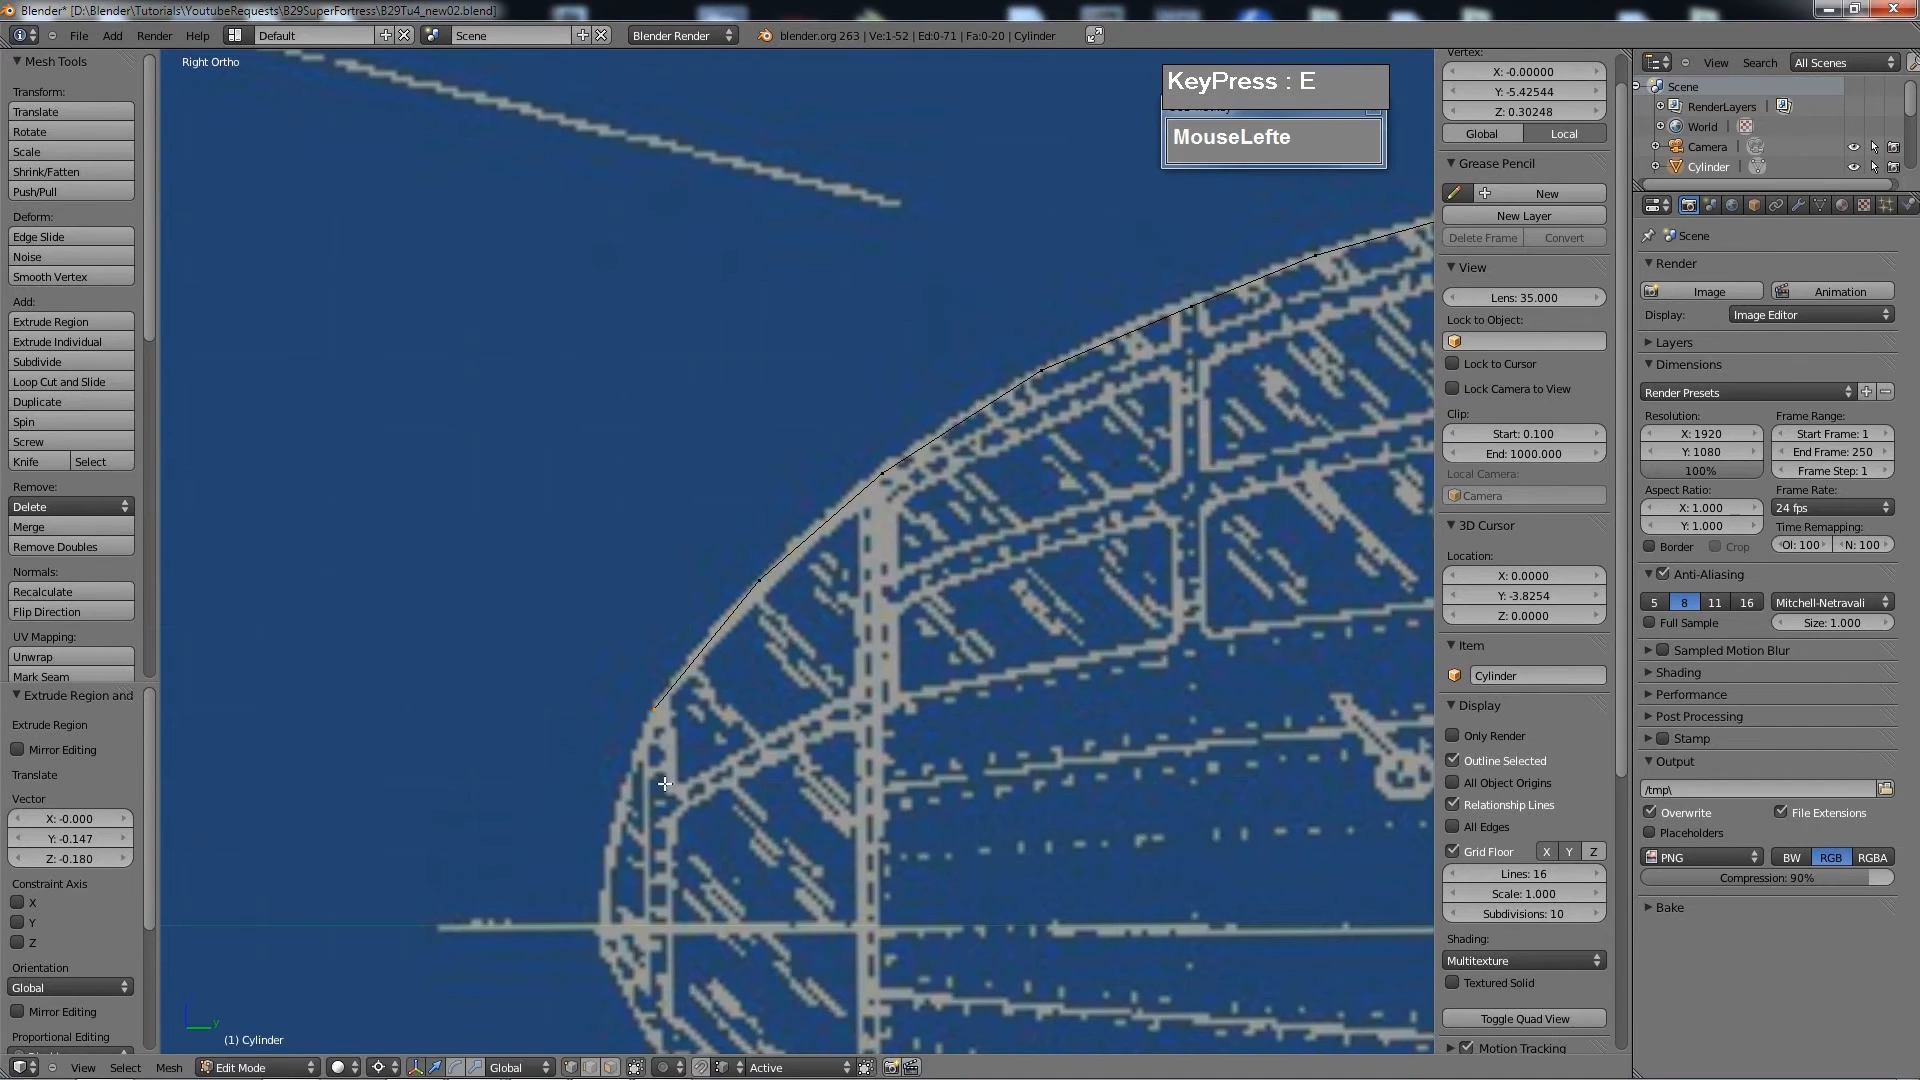 Blender* [D:\Blender\Tutorials\YoutubeRequests\B29SuperFortress\B29Tu4_new02.blend]
File Add Render Help Default Scene Blender Render blender.org 263 | Ve:1-52 | Ed:0-71 | Fa:0-20 | Cylinder
Mesh Tools
Transform:
Translate
Rotate
Scale
Shrink/Fatten
Push/Pull
Deform:
Edge Slide
Noise
Smooth Vertex
Add:
Extrude Region
Extrude Individual
Subdivide
Loop Cut and Slide
Duplicate
Spin
Screw
Knife Select
Remove:
Delete
Merge
Remove Doubles
Normals:
Recalculate
Flip Direction
UV Mapping:
Unwrap
Mark Seam
Extrude Region and
Extrude Region
Mirror Editing
Translate
Vector
X: -0.000
Y: -0.147
Z: -0.180
Constraint Axis
X
Y
Z
Orientation
Global
Mirror Editing
Proportional Editing
Right Ortho
KeyPress : E
MouseLefte
y
(1) Cylinder
View Select Mesh Edit Mode Global Active
Vertex:
X: -0.00000
Y: -5.42544
Z: 0.30248
Global Local
Grease Pencil
New
New Layer
Delete Frame Convert
View
Lens: 35.000
Lock to Object:
Lock to Cursor
Lock Camera to View
Clip:
Start: 0.100
End: 1000.000
Local Camera:
Camera
3D Cursor
Location:
X: 0.0000
Y: -3.8254
Z: 0.0000
Item
Cylinder
Display
Only Render
Outline Selected
All Object Origins
Relationship Lines
All Edges
Grid Floor X Y Z
Lines: 16
Scale: 1.000
Subdivisions: 10
Shading:
Multitexture
Textured Solid
Toggle Quad View
Motion Tracking
View Search All Scenes
Scene
RenderLayers
World
Camera
Cylinder
Scene
Render
Image Animation
Display: Image Editor
Layers
Dimensions
Render Presets
Resolution: Frame Range:
X: 1920 Start Frame: 1
Y: 1080 End Frame: 250
100% Frame Step: 1
Aspect Ratio: Frame Rate:
X: 1.000 24 fps
Y: 1.000 Time Remapping:
Border Crop Ol: 100 N: 100
Anti-Aliasing
5 8 11 16 Mitchell-Netravali
Full Sample Size: 1.000
Sampled Motion Blur
Shading
Performance
Post Processing
Stamp
Output
/tmp\
Overwrite File Extensions
Placeholders
PNG BW RGB RGBA
Compression: 90%
Bake